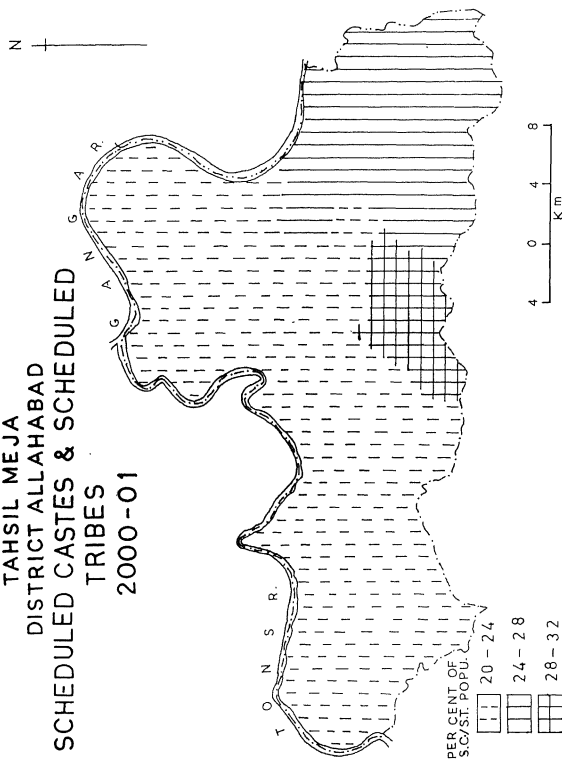 TAHSIL MEJA
DISTRICT ALLAHABAD
SCHEDULED CASTES & SCHEDULED
TRIBES
2000-01
N
GANGA R.
TONS R.
PER CENT OF
S.C/S.T. POPU.
20-24
24-28
28-32
4 0 4 8
Km